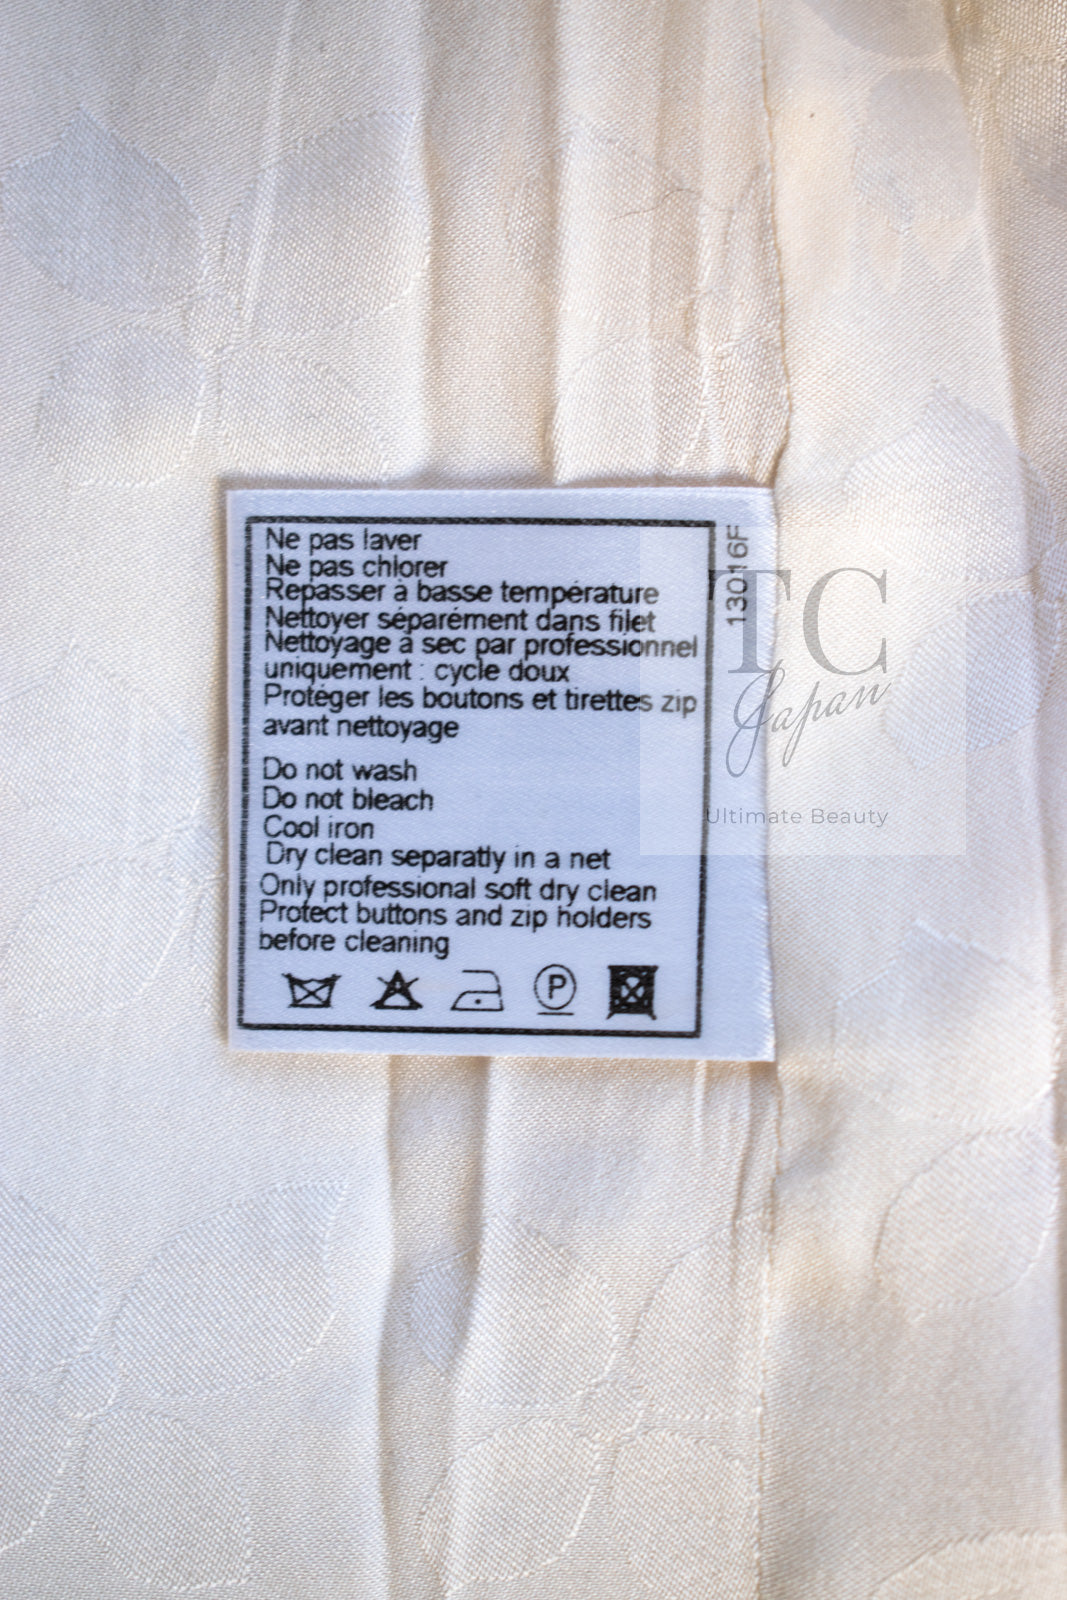 Ne pas laver
Ne pas chlorer
Repasser à basse température
Nettoyer séparément dans filet
Nettoyage à sec par professionnel
uniquement : cycle doux
Protéger les boutons et tirettes zip
avant nettoyage
Do not wash
Do not bleach
Cool iron
Dry clean separatly in a net
Only professional soft dry clean
Protect buttons and zip holders
before cleaning
P
13016F
TC
Japan
Ultimate Beauty